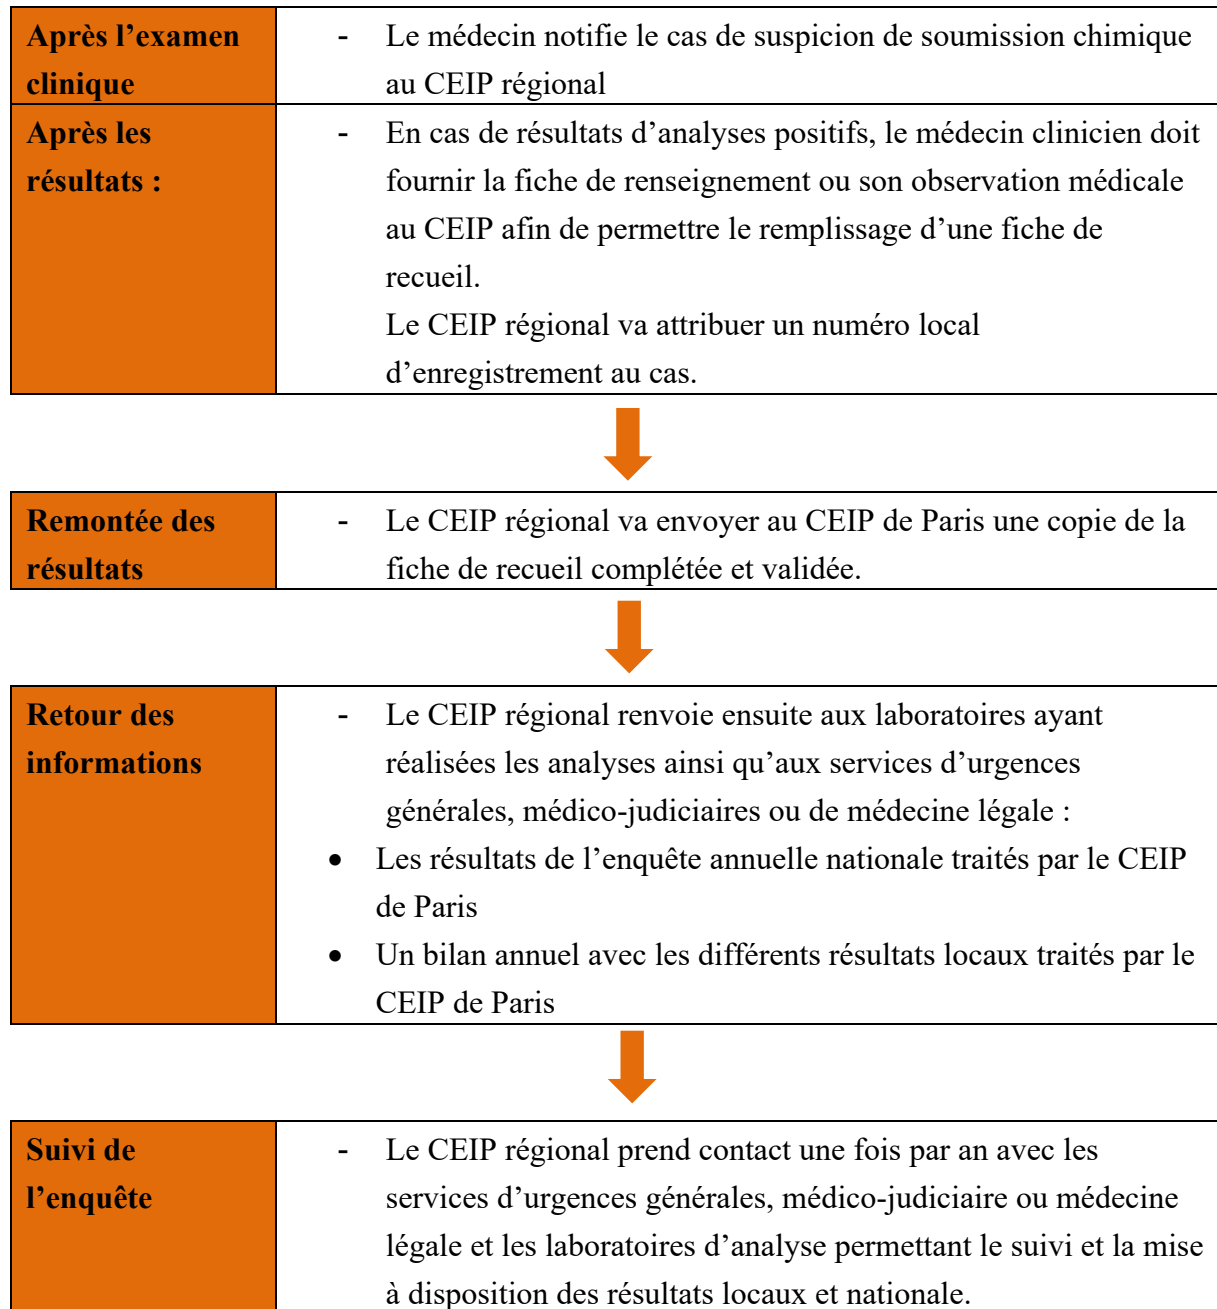 Après l’examen
clinique
- Le médecin notifie le cas de suspicion de soumission chimique
au CEIP régional
Après les
résultats :
- En cas de résultats d’analyses positifs, le médecin clinicien doit
fournir la fiche de renseignement ou son observation médicale
au CEIP afin de permettre le remplissage d’une fiche de
recueil.
Le CEIP régional va attribuer un numéro local
d’enregistrement au cas.
Remontée des
résultats
- Le CEIP régional va envoyer au CEIP de Paris une copie de la
fiche de recueil complétée et validée.
Retour des
informations
- Le CEIP régional renvoie ensuite aux laboratoires ayant
réalisées les analyses ainsi qu’aux services d’urgences
générales, médico-judiciaires ou de médecine légale :
• Les résultats de l’enquête annuelle nationale traités par le CEIP
de Paris
• Un bilan annuel avec les différents résultats locaux traités par le
CEIP de Paris
Suivi de
l’enquête
- Le CEIP régional prend contact une fois par an avec les
services d’urgences générales, médico-judiciaire ou médecine
légale et les laboratoires d’analyse permettant le suivi et la mise
à disposition des résultats locaux et nationale.